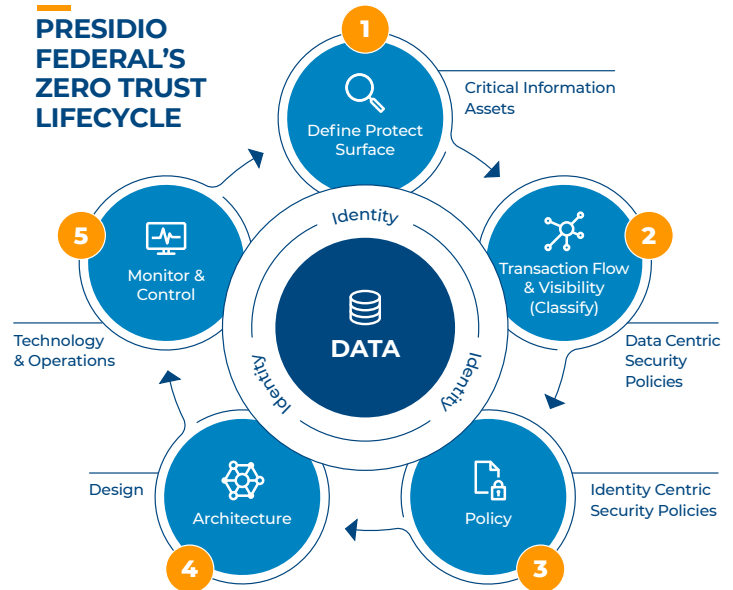 PRESIDIO
FEDERAL'S
ZERO TRUST
LIFECYCLE
1
Define Protect
Surface
Critical Information
Assets
2
Transaction Flow
& Visibility
(Classify)
Data Centric
Security
Policies
3
Policy
Identity Centric
Security Policies
4
Architecture
Design
5
Monitor &
Control
Technology
& Operations
Identity
Identity
Identity
DATA